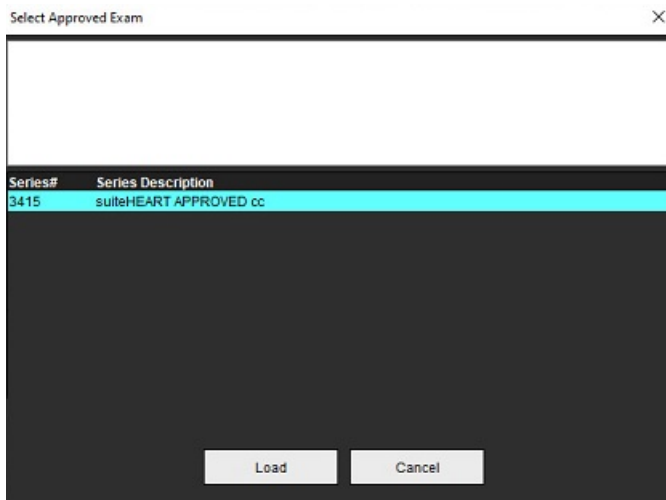 Select Approved Exam
Series# Series Description
3415 suiteHEART APPROVED cc
Load Cancel